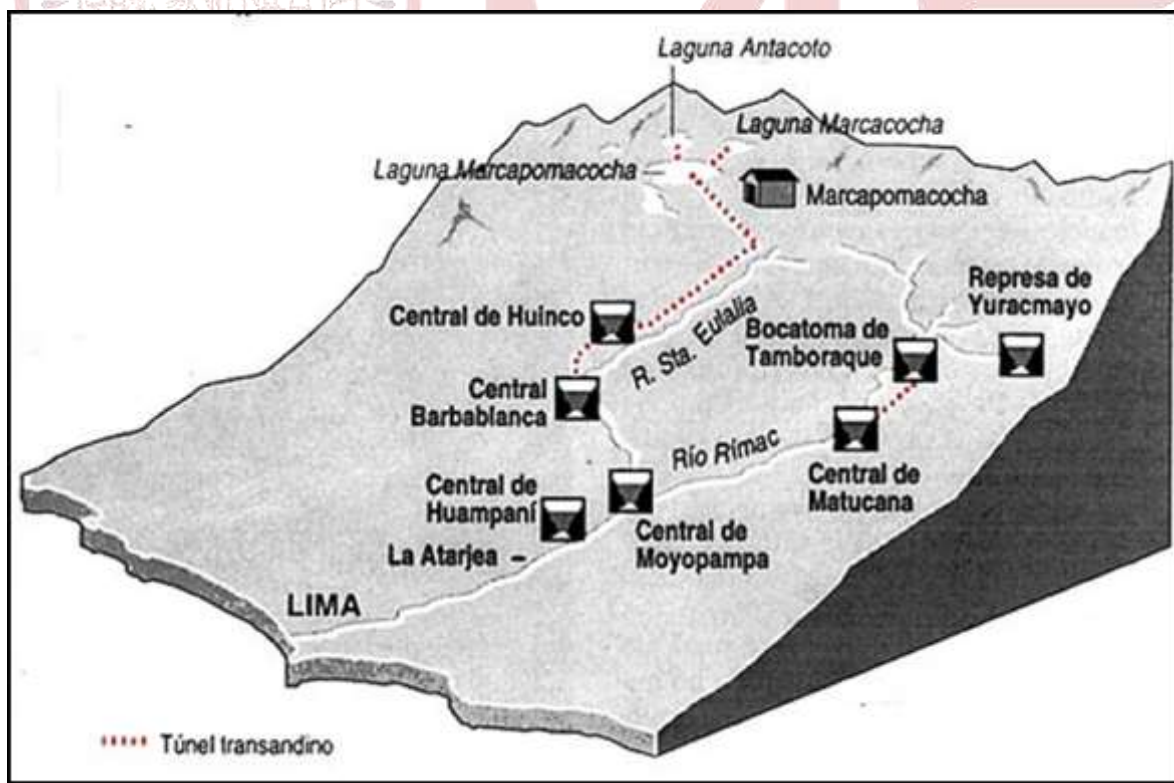 Laguna Antacoto
Laguna Marcacocha
Laguna Marcapomacocha
Marcapomacocha
Central de Huinco
R. Sta. Eulalia
Represa de
Yuracmayo
Bocatoma de
Tamboraque
Central
Barbablanca
Río Rímac
Central de
Matucana
Central de
Huampaní
Central de
Moyopampa
La Atarjea
LIMA
Túnel transandino